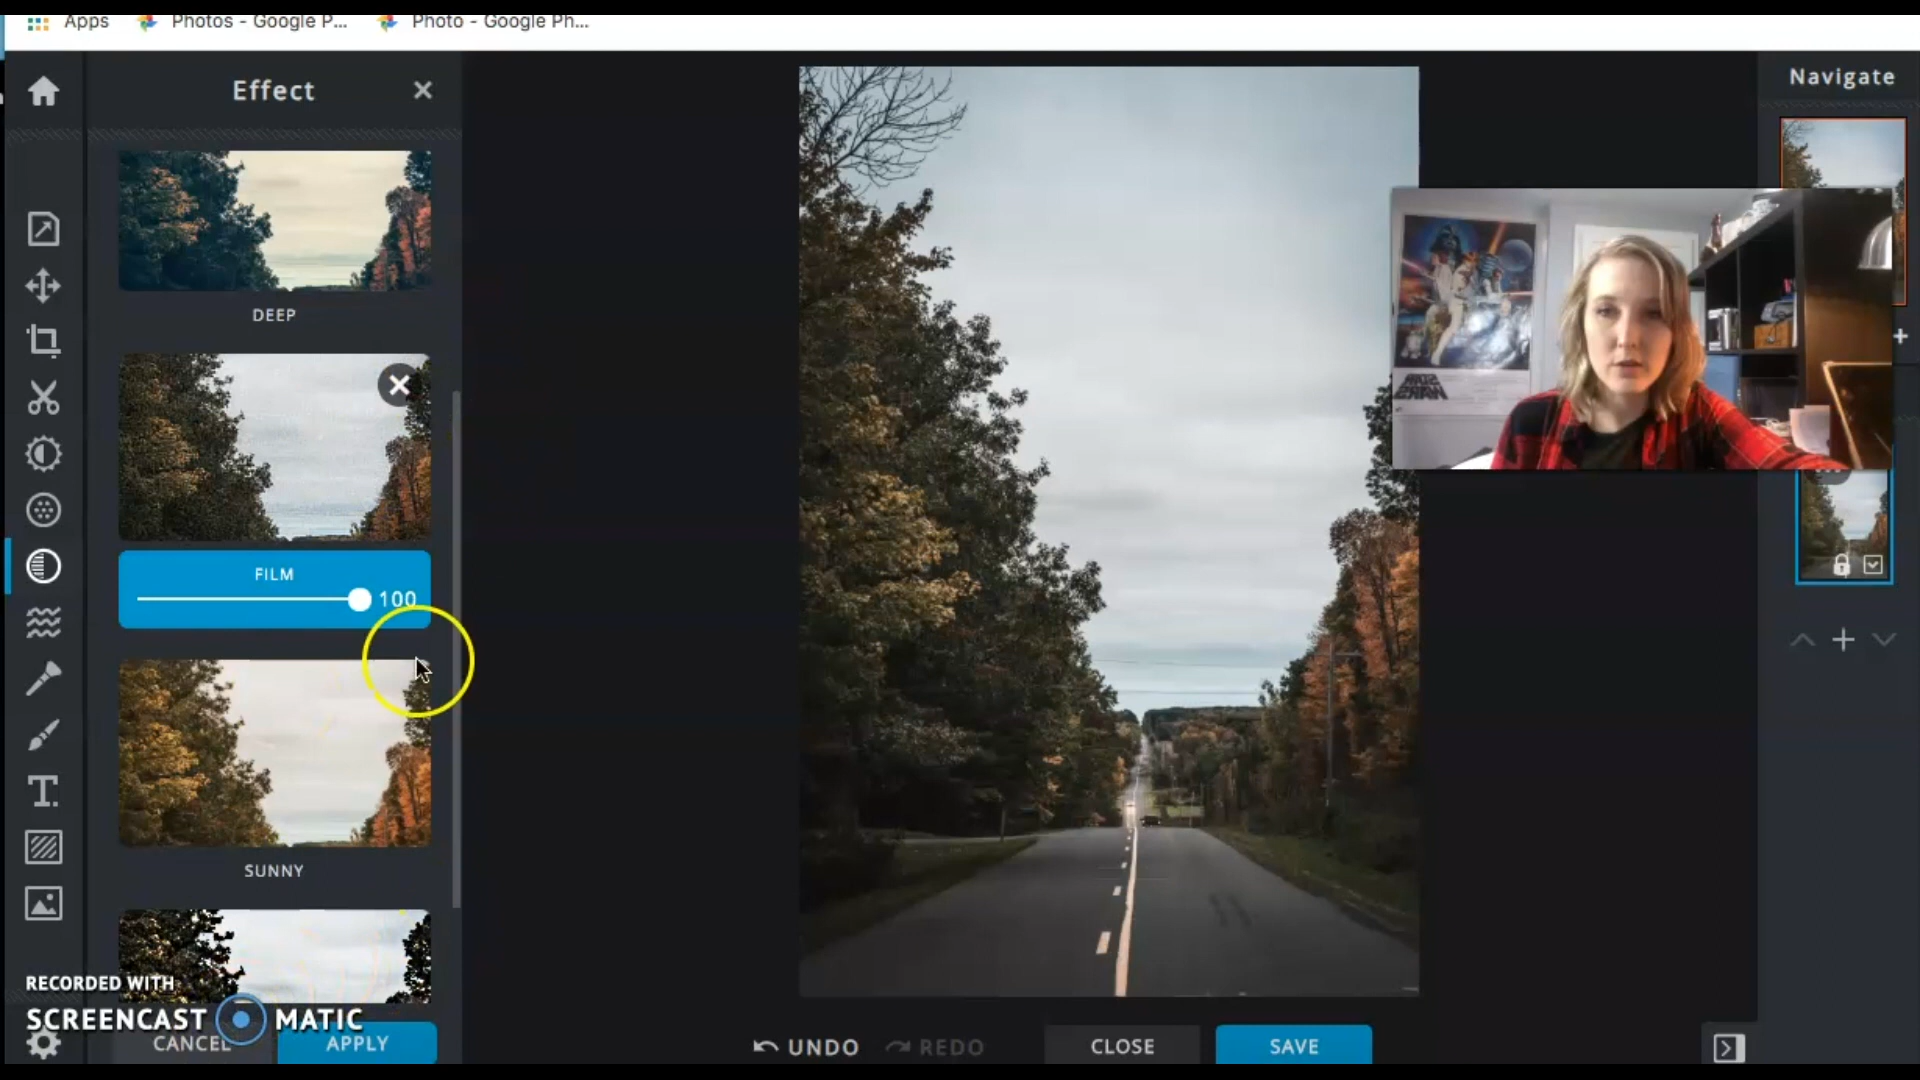 Apps Photos - Google P... Photo - Google Ph...
Effect
Navigate
DEEP
FILM
100
SUNNY
RECORDED WITH
SCREENCAST MATIC
CANCEL APPLY
UNDO REDO CLOSE SAVE